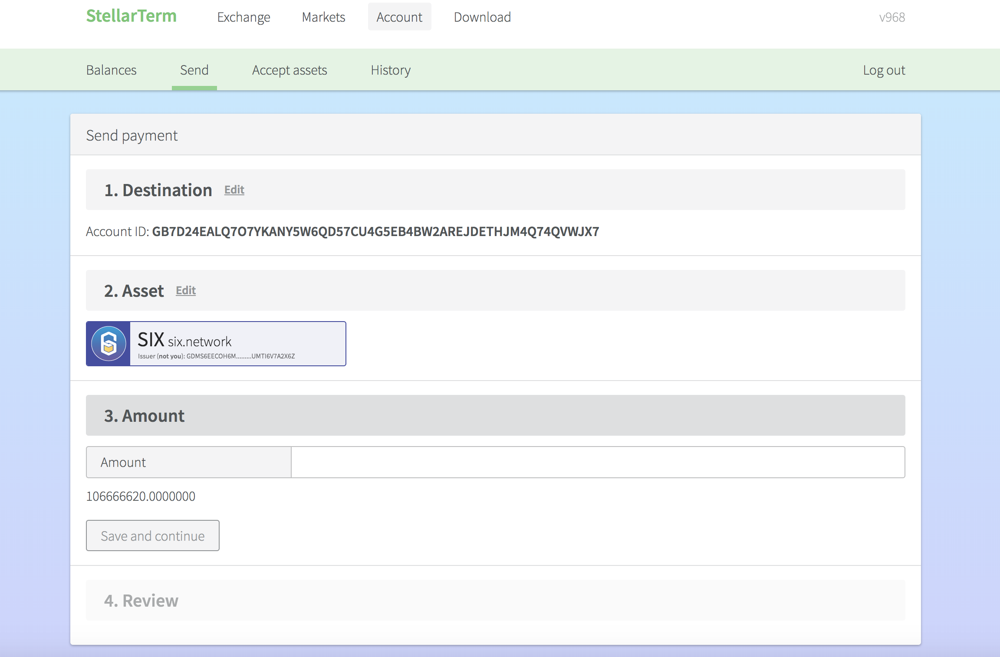 StellarTerm Exchange Markets Account Download v968
Balances Send Accept assets History Log out
Send payment
1. Destination Edit
Account ID: GB7D24EALQ7O7YKANY5W6QD57CU4G5EB4BW2AREJDETHJM4Q74QVWJX7
2. Asset Edit
SIX six.network
Issuer (not you): GDMS6EECOH6M.........UMTI6V7A2X6Z
3. Amount
Amount
106666620.0000000
Save and continue
4. Review